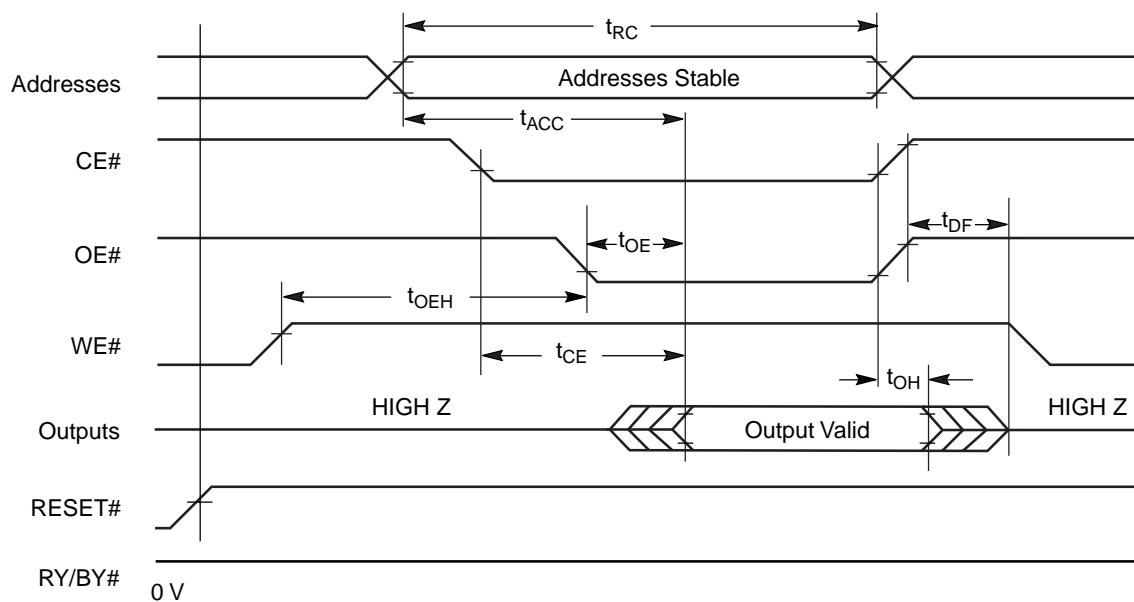 tRC
Addresses
Addresses Stable
tACC
CE#
tDF
OE#
tOE
tOEH
WE#
tCE
tOH
HIGH Z
HIGH Z
Outputs
Output Valid
RESET#
RY/BY#
0 V